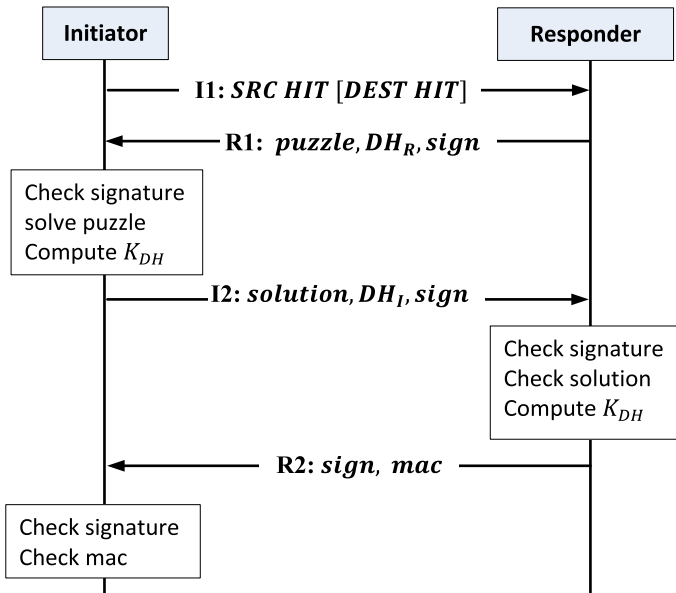 Initiator
Responder
I1: SRC HIT [DEST HIT]
R1: puzzle, DH_R, sign
Check signature
solve puzzle
Compute K_DH
I2: solution, DH_I, sign
Check signature
Check solution
Compute K_DH
R2: sign, mac
Check signature
Check mac